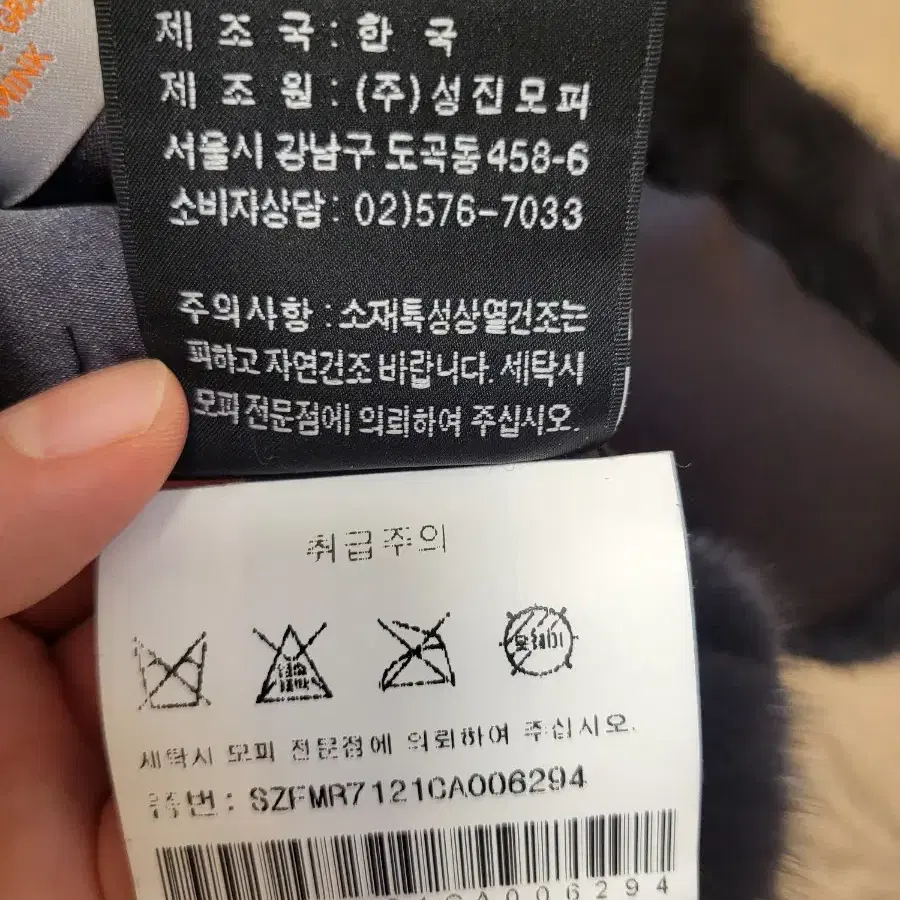 MINK
제 조 국 : 한 국
제 조 원 : (주)성진모피
서울시 강남구 도곡동 458-6
소비자상담 : 02)576-7033
주의사항 : 소재특성상 열건조는
피하고 자연건조 바랍니다. 세탁시
모피 전문점에 의뢰하여 주십시오.
취급주의
세탁시 모피 전문점에 의뢰하여 주십시오.
SZFMR7121CA006294
CA006294